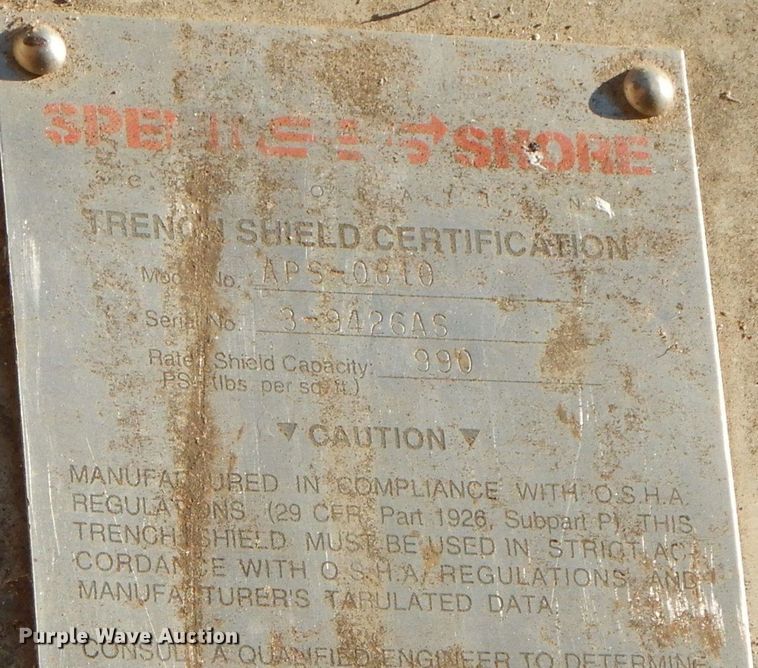 SHORE
TRENCH SHIELD CERTIFICATION
Model No. APS-0810
Serial No. 3-9426AS
Rated Shield Capacity: 990
PSF (lbs. per sq. ft.)
▼ CAUTION ▼
MANUFACTURED IN COMPLIANCE WITH O.S.H.A.
REGULATIONS (29 CFR, Part 1926, Subpart P). THIS
TRENCH SHIELD MUST BE USED IN STRICT AC-
CORDANCE WITH O.S.H.A. REGULATIONS AND
MANUFACTURER'S TABULATED DATA.
CONSULT A QUALIFIED ENGINEER TO DETERMINE
Purple Wave Auction